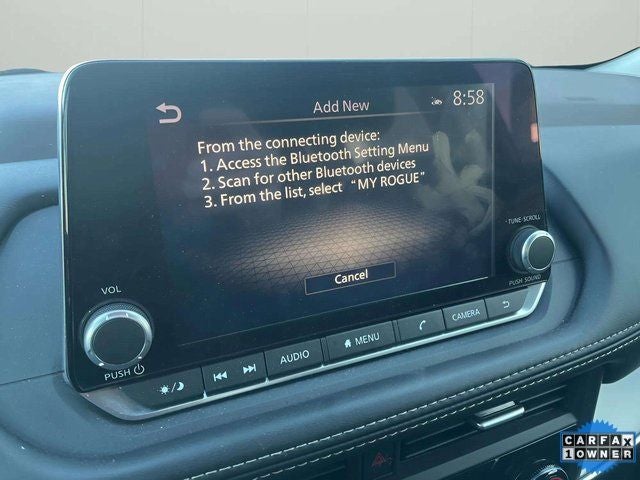 Add New
8:58
From the connecting device:
1. Access the Bluetooth Setting Menu
2. Scan for other Bluetooth devices
3. From the list, select “MY ROGUE”
Cancel
TUNE·SCROLL
PUSH SOUND
VOL
PUSH
AUDIO
MENU
CAMERA
CARFAX
1 OWNER